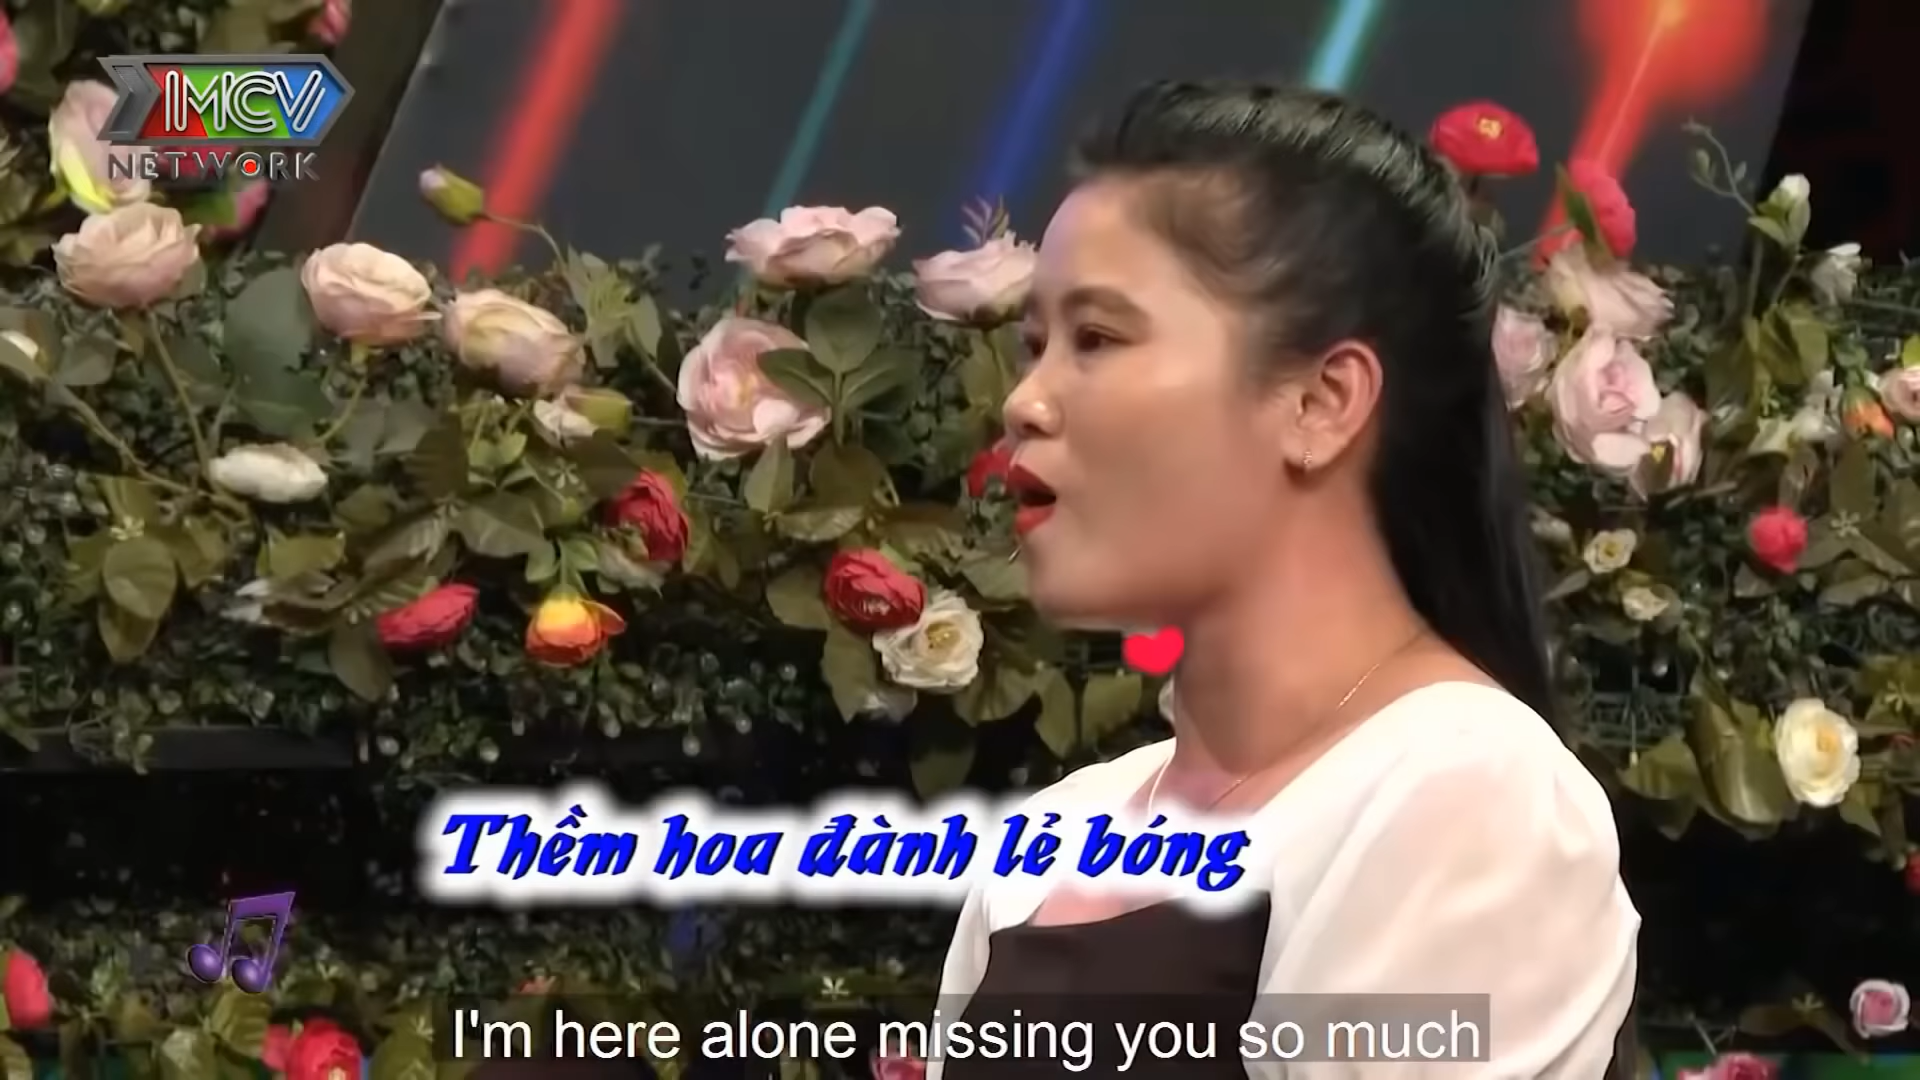 MCV
NETWORK
Thềm hoa đành lẻ bóng
I'm here alone missing you so much